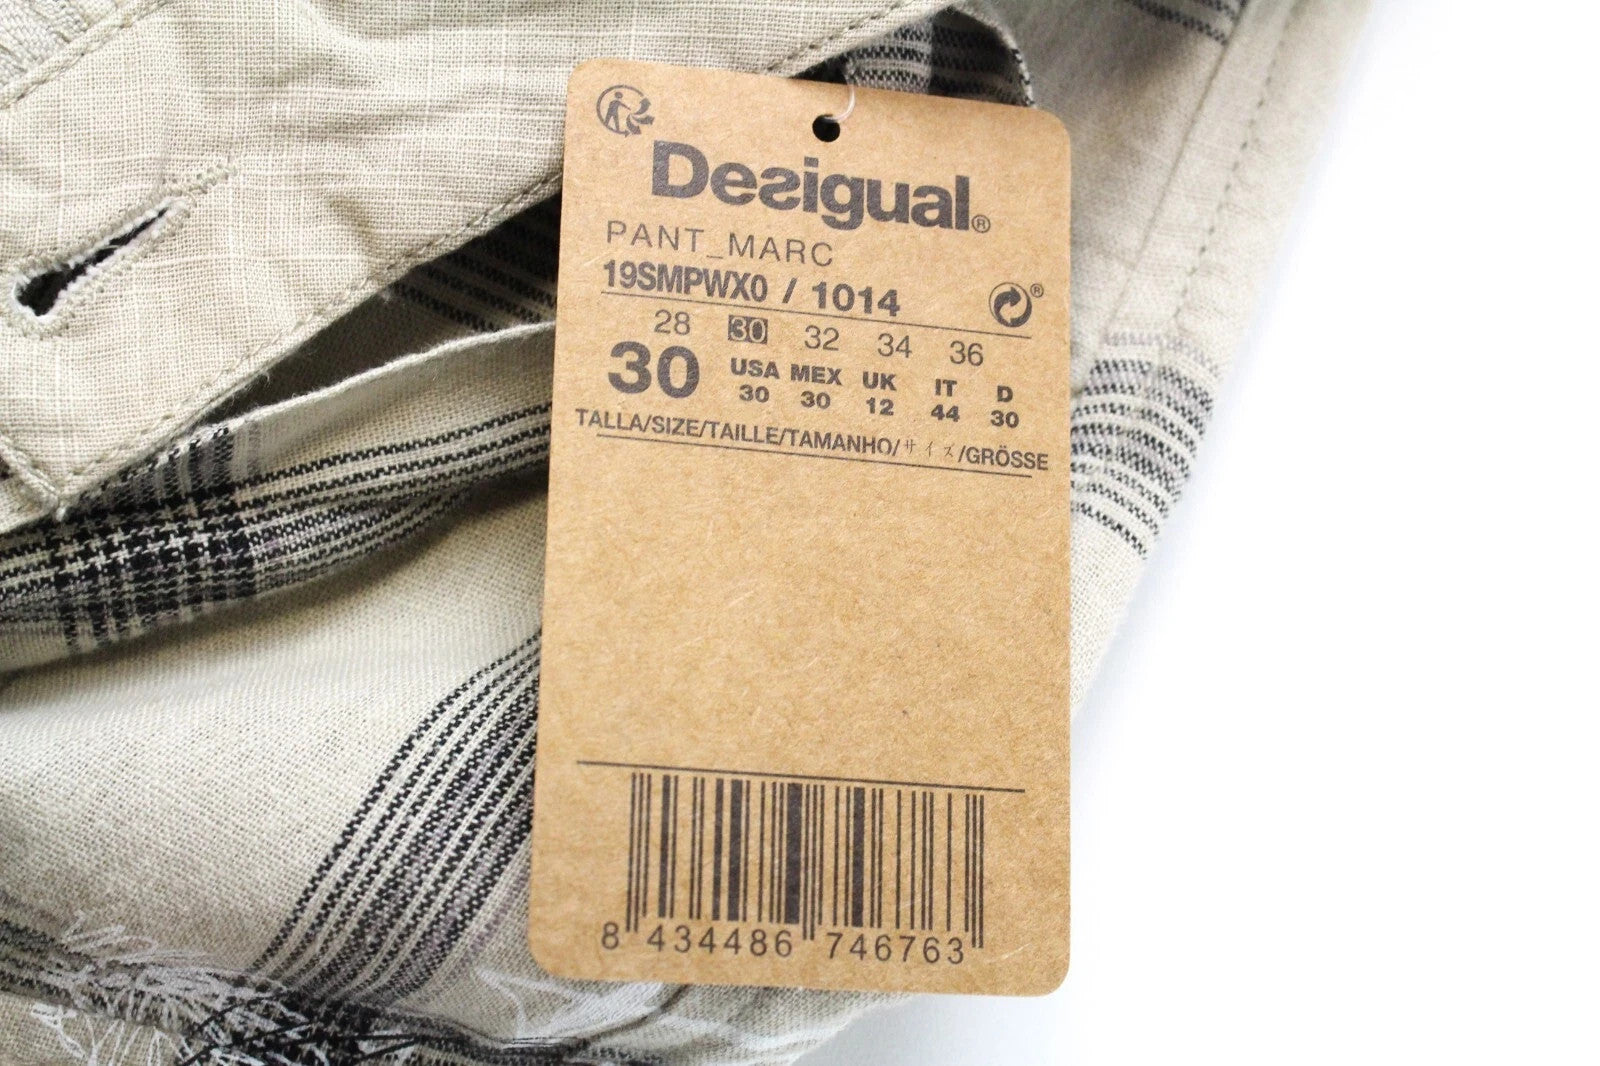 Desigual®
PANT_MARC
19SMPWX0 / 1014
®
28 30 32 34 36
30
USA MEX UK IT D
30 30 12 44 30
TALLA/SIZE/TAILLE/TAMANHO/サイズ/GRÖSSE
8 434486 746763